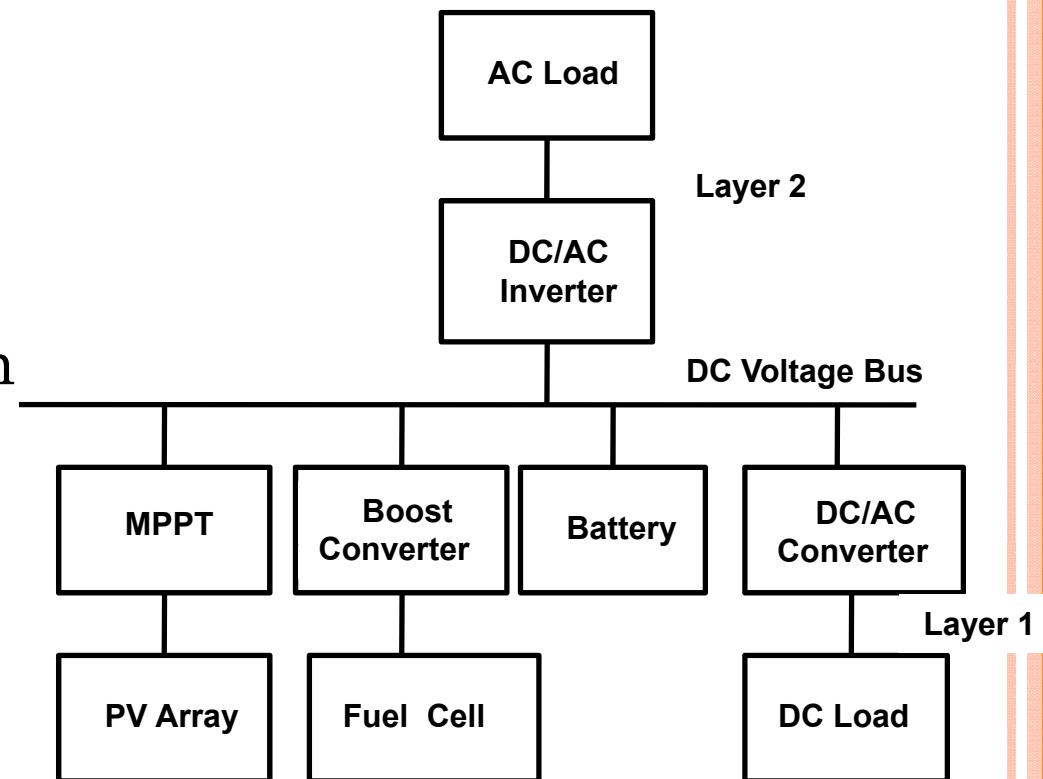 AC Load
Layer 2
DC/AC
Inverter
n
DC Voltage Bus
MPPT
Boost
Converter
Battery
DC/AC
Converter
Layer 1
PV Array
Fuel Cell
DC Load